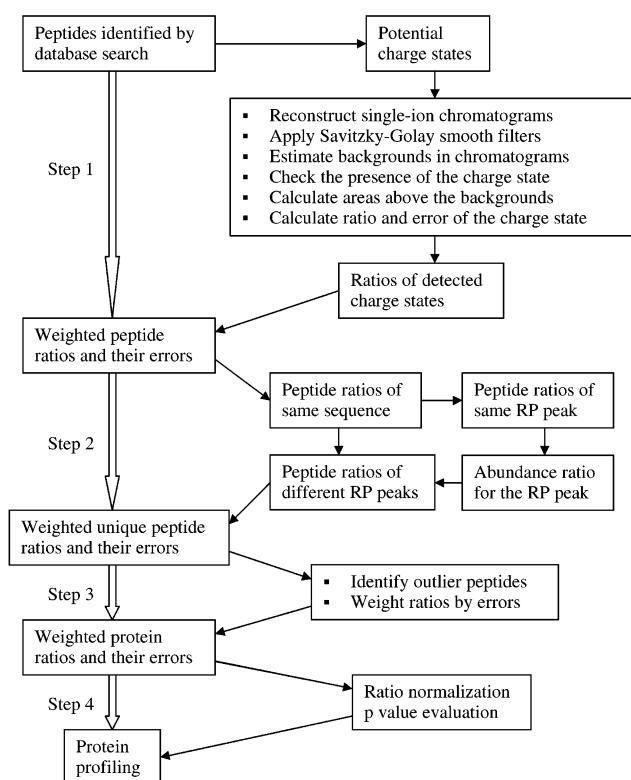 Peptides identified by
database search
Potential
charge states
▪ Reconstruct single-ion chromatograms
▪ Apply Savitzky-Golay smooth filters
▪ Estimate backgrounds in chromatograms
▪ Check the presence of the charge state
▪ Calculate areas above the backgrounds
▪ Calculate ratio and error of the charge state
Step 1
Ratios of detected
charge states
Weighted peptide
ratios and their errors
Peptide ratios of
same sequence
Peptide ratios of
same RP peak
Step 2
Peptide ratios of
different RP peaks
Abundance ratio
for the RP peak
Weighted unique peptide
ratios and their errors
▪ Identify outlier peptides
▪ Weight ratios by errors
Step 3
Weighted protein
ratios and their errors
Ratio normalization
p value evaluation
Step 4
Protein
profiling